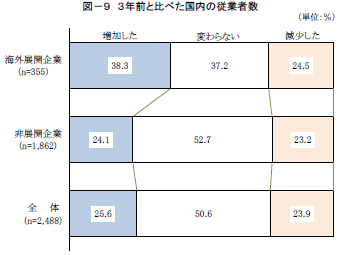 図－9 3年前と比べた国内の従業者数
(単位：％)
増加した 変わらない 減少した
海外展開企業
(n=355)
38.3 37.2 24.5
非展開企業
(n=1,862)
24.1 52.7 23.2
全 体
(n=2,488)
25.6 50.6 23.9